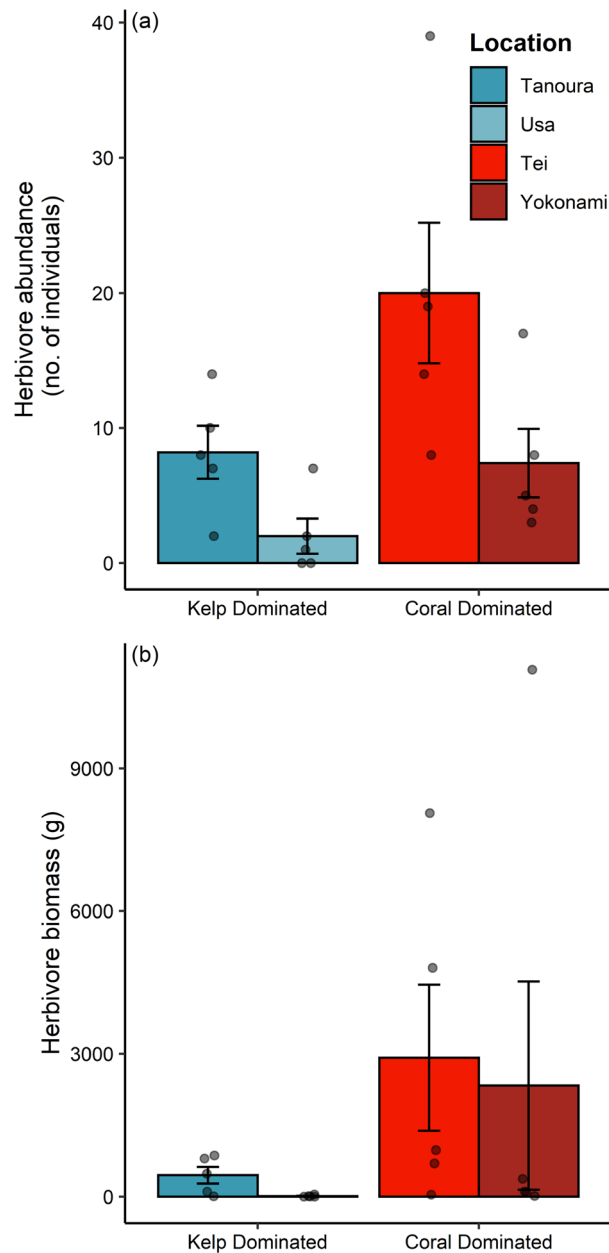 (a)
Location
Tanoura
Usa
Tei
Yokonami
Herbivore abundance
(no. of individuals)
40
30
20
10
0
Kelp Dominated
Coral Dominated
(b)
Herbivore biomass (g)
9000
6000
3000
0
Kelp Dominated
Coral Dominated